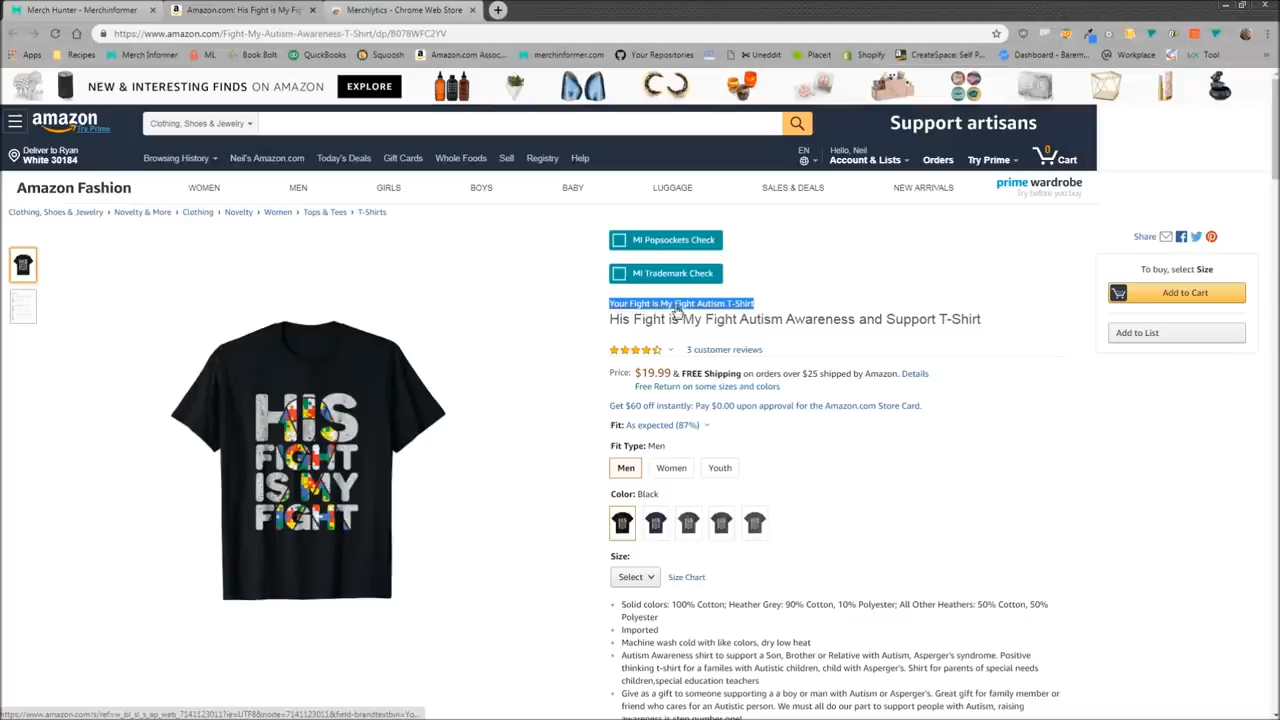 Merch Hunter - Merchinformer
Amazon.com: His Fight is My Fi
Merchlytics - Chrome Web Store
https://www.amazon.com/Fight-My-Autism-Awareness-T-Shirt/dp/B078WFC2YV
Apps Recipes Merch Informer ML Book Bolt QuickBooks Squoosh Amazon.com Assoc... merchinformer.com Your Repositories Uneddit Placeit Shopify CreateSpace: Self P... Dashboard - Barem... Workplace Tool
NEW & INTERESTING FINDS ON AMAZON EXPLORE
amazon Try Prime
Clothing, Shoes & Jewelry
Support artisans
Deliver to Ryan
White 30184
Browsing History Neil's Amazon.com Today's Deals Gift Cards Whole Foods Sell Registry Help
EN
Hello, Neil
Account & Lists Orders Try Prime 0 Cart
Amazon Fashion WOMEN MEN GIRLS BOYS BABY LUGGAGE SALES & DEALS NEW ARRIVALS prime wardrobe
Try before you buy
Clothing, Shoes & Jewelry › Novelty & More › Clothing › Novelty › Women › Tops & Tees › T-Shirts
MI Popsockets Check
MI Trademark Check
Your Fight is My Fight Autism T-Shirt
His Fight is My Fight Autism Awareness and Support T-Shirt
3 customer reviews
Price: $19.99 & FREE Shipping on orders over $25 shipped by Amazon. Details
Free Return on some sizes and colors
Get $60 off instantly: Pay $0.00 upon approval for the Amazon.com Store Card.
Fit: As expected (87%)
Fit Type: Men
Men Women Youth
Color: Black
Size:
Select Size Chart
Solid colors: 100% Cotton; Heather Grey: 90% Cotton, 10% Polyester; All Other Heathers: 50% Cotton, 50%
Polyester
Imported
Machine wash cold with like colors, dry low heat
Autism Awareness shirt to support a Son, Brother or Relative with Autism, Asperger's syndrome. Positive
thinking t-shirt for a familes with Autistic children, child with Asperger's. Shirt for parents of special needs
children,special education teachers
Give as a gift to someone supporting a a boy or man with Autism or Asperger's. Great gift for family member or
friend who cares for an Autistic person. We must all do our part to support people with Autism, raising
awareness is step number one!
Share
To buy, select Size
Add to Cart
Add to List
HIS
FIGHT
IS MY
FIGHT